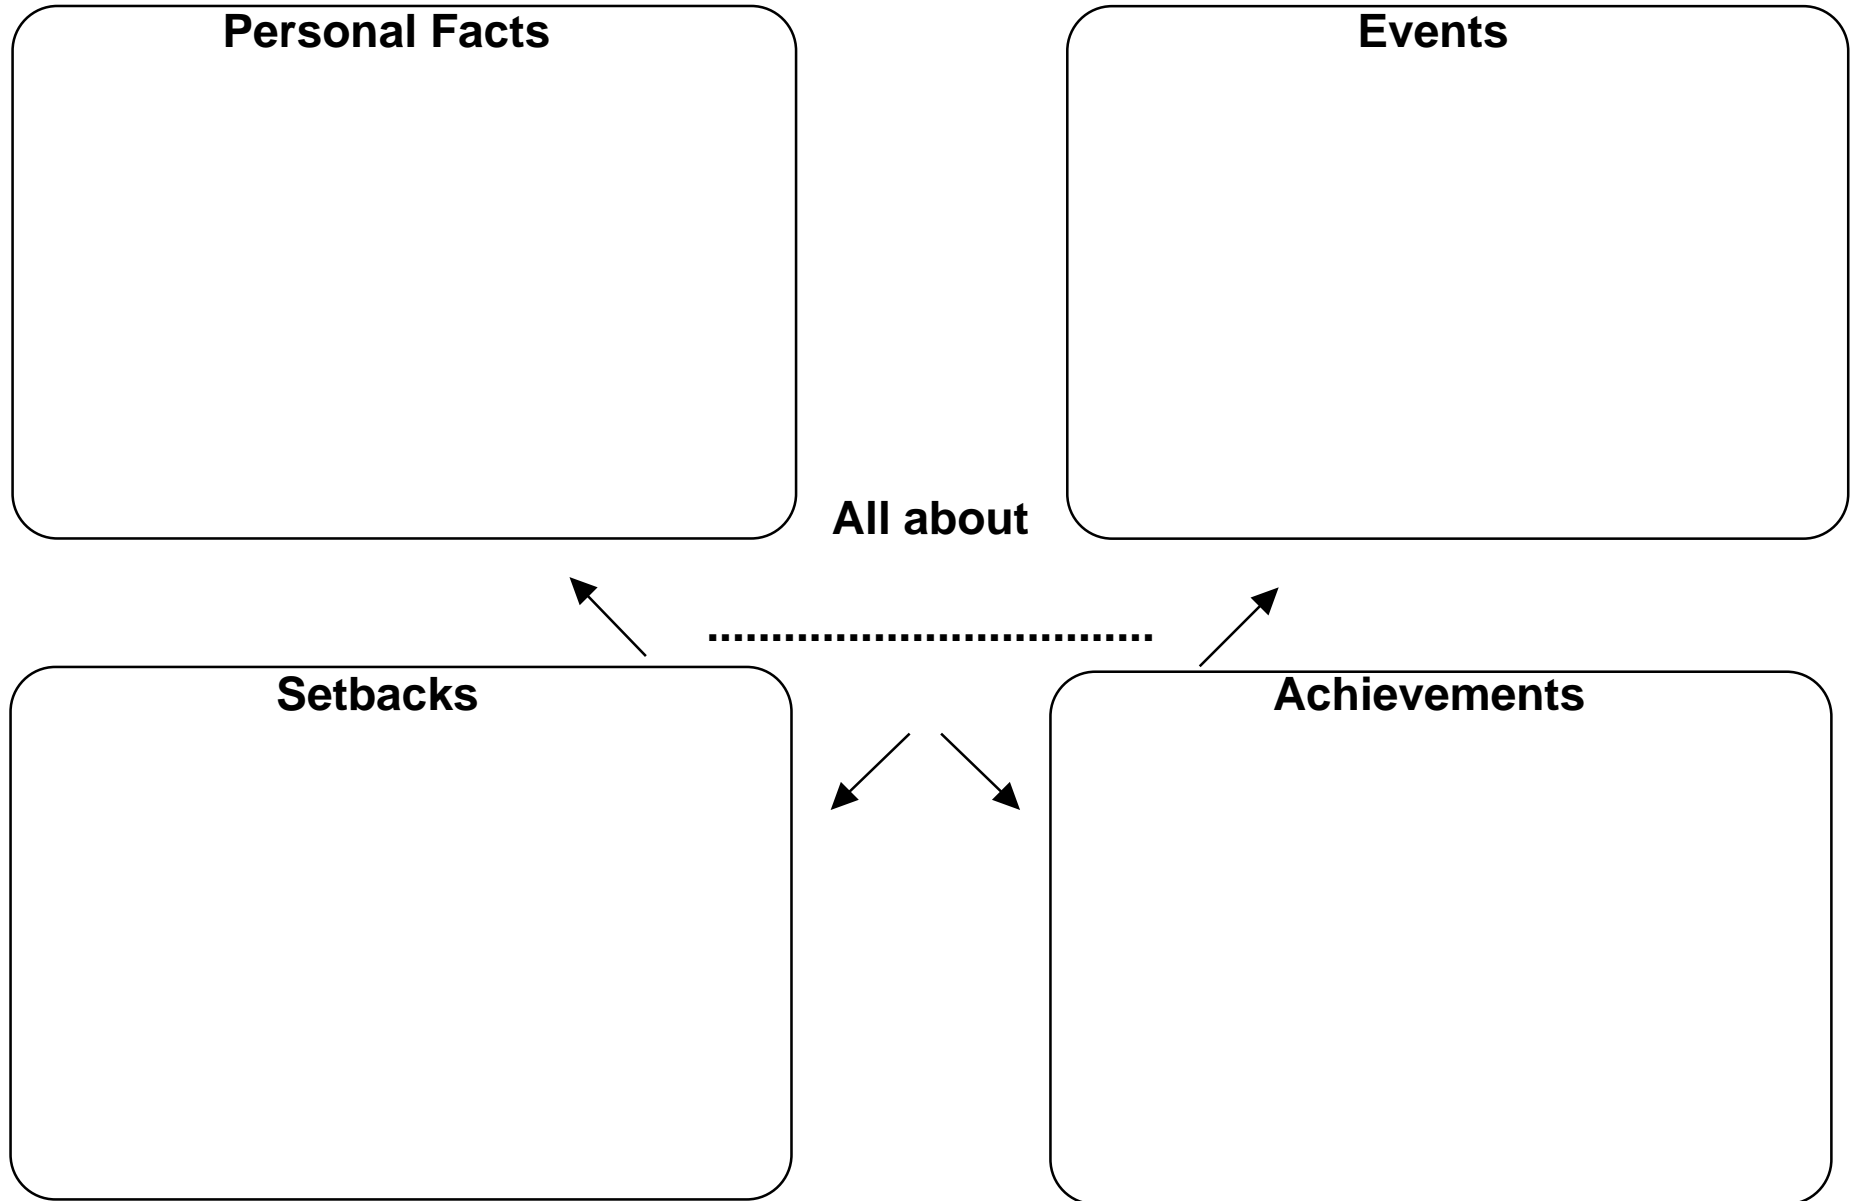 Personal Facts
Events
All about
...................................
Setbacks
Achievements